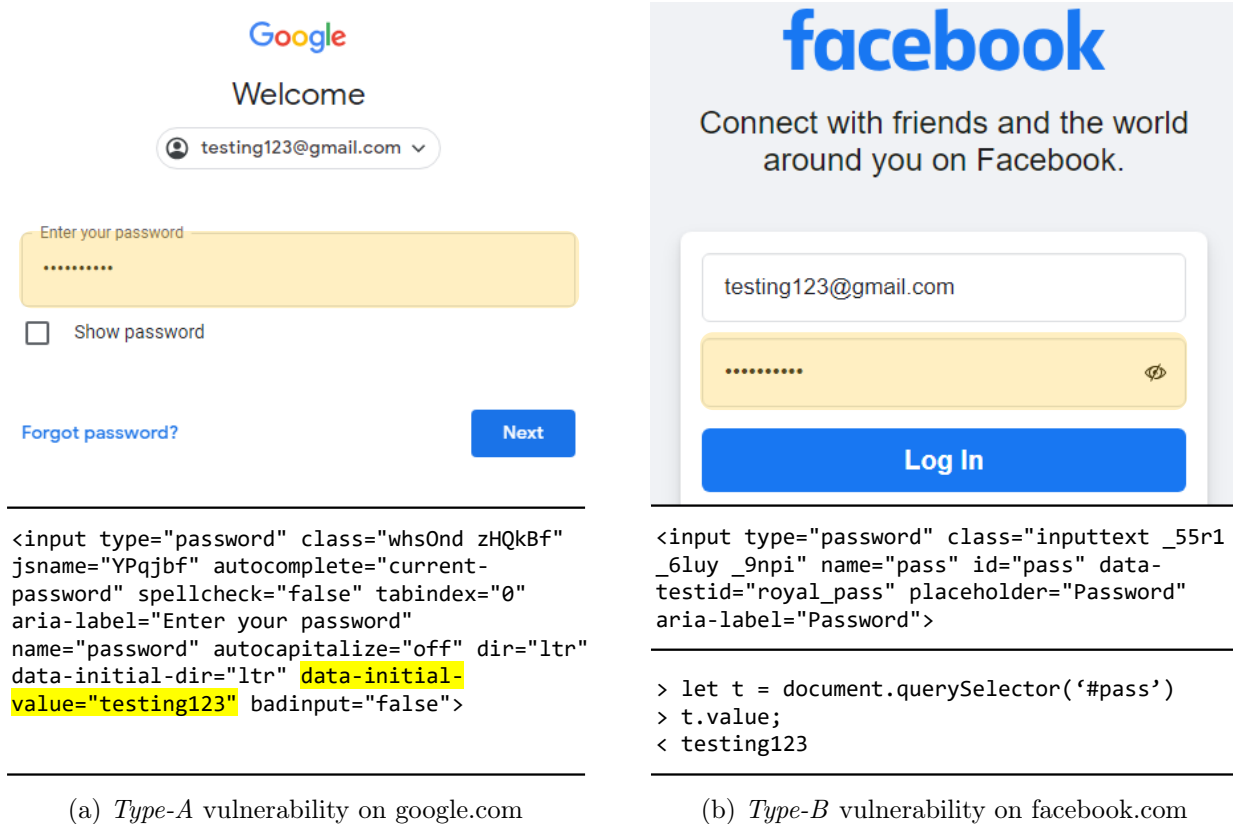 Google
Welcome
testing123@gmail.com
Enter your password
••••••••••
Show password
Forgot password?
Next
<input type="password" class="whsOnd zHQkBf"
jsname="YPqjbf" autocomplete="current-
password" spellcheck="false" tabindex="0"
aria-label="Enter your password"
name="password" autocapitalize="off" dir="ltr"
data-initial-dir="ltr" data-initial-
value="testing123" badinput="false">
(a) Type-A vulnerability on google.com
facebook
Connect with friends and the world
around you on Facebook.
testing123@gmail.com
••••••••••
Log In
<input type="password" class="inputtext _55r1
_6luy _9npi" name="pass" id="pass" data-
testid="royal_pass" placeholder="Password"
aria-label="Password">
> let t = document.querySelector(‘#pass’)
> t.value;
< testing123
(b) Type-B vulnerability on facebook.com